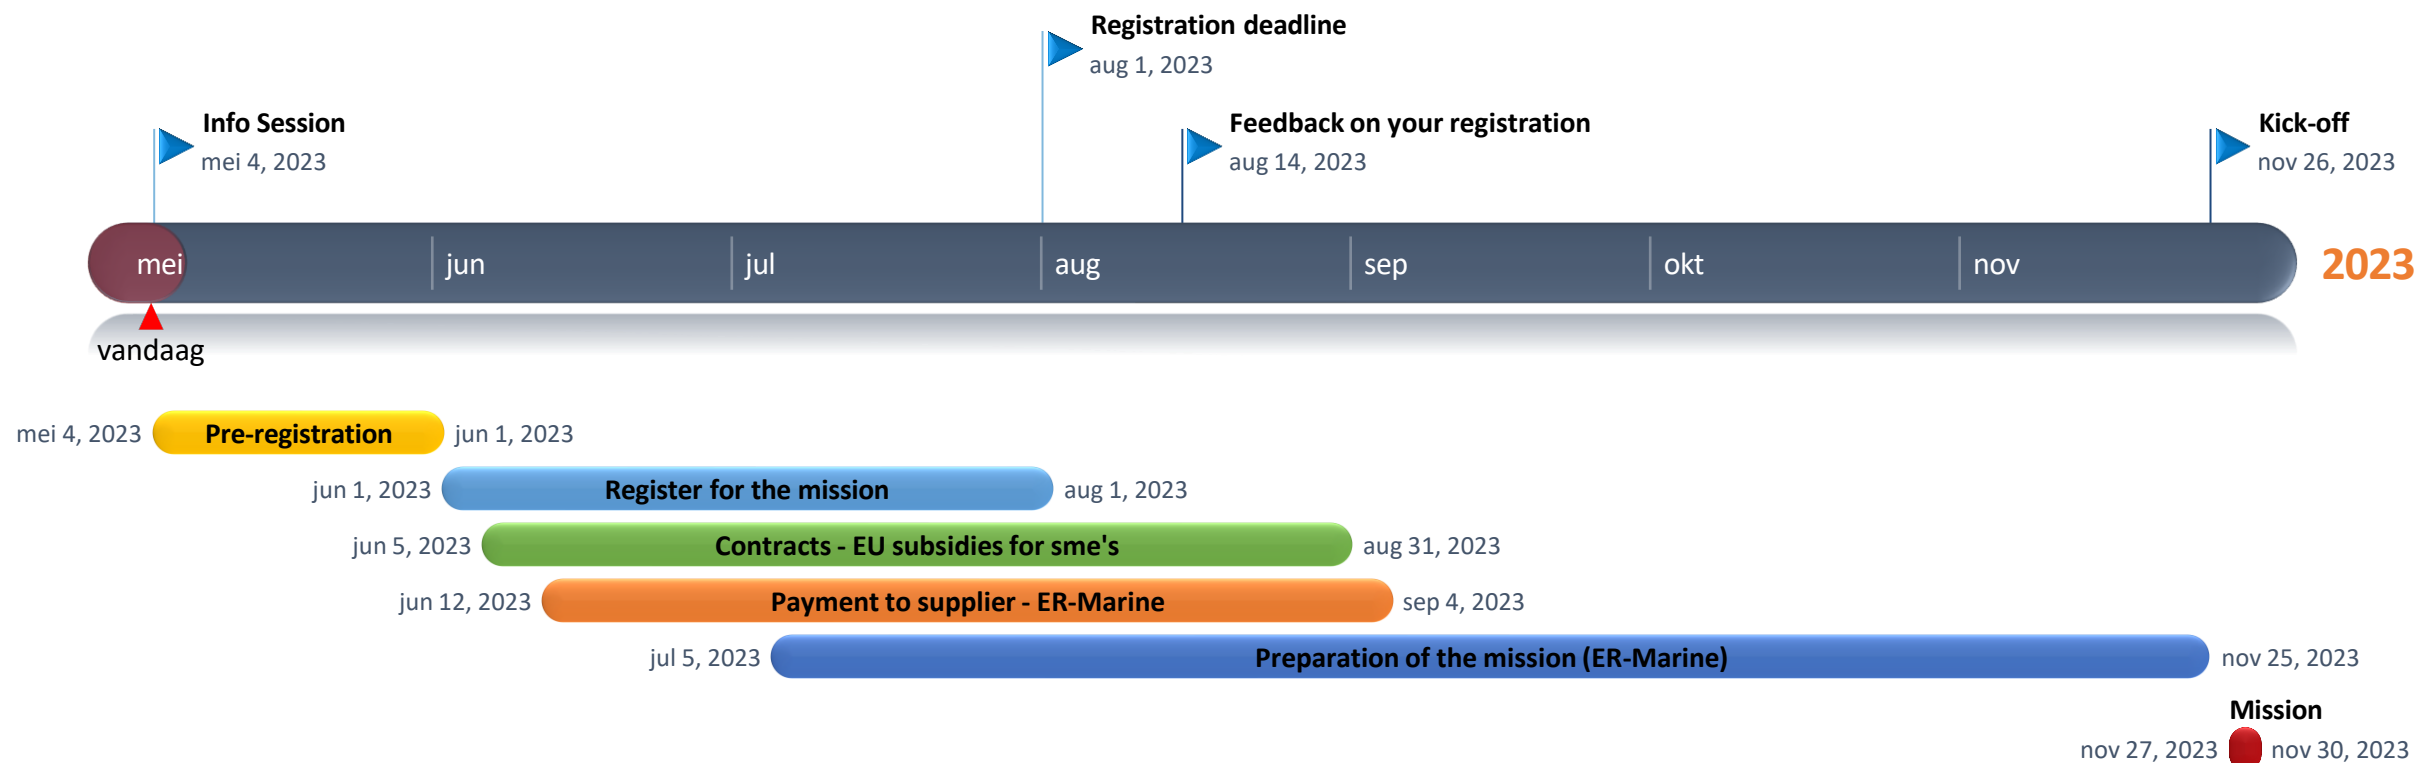 Registration deadline
aug 1, 2023
Info Session
mei 4, 2023
Feedback on your registration
aug 14, 2023
Kick-off
nov 26, 2023
mei jun jul aug sep okt nov 2023
vandaag
mei 4, 2023 Pre-registration jun 1, 2023
jun 1, 2023 Register for the mission aug 1, 2023
jun 5, 2023 Contracts - EU subsidies for sme's aug 31, 2023
jun 12, 2023 Payment to supplier - ER-Marine sep 4, 2023
jul 5, 2023 Preparation of the mission (ER-Marine) nov 25, 2023
Mission
nov 27, 2023 nov 30, 2023